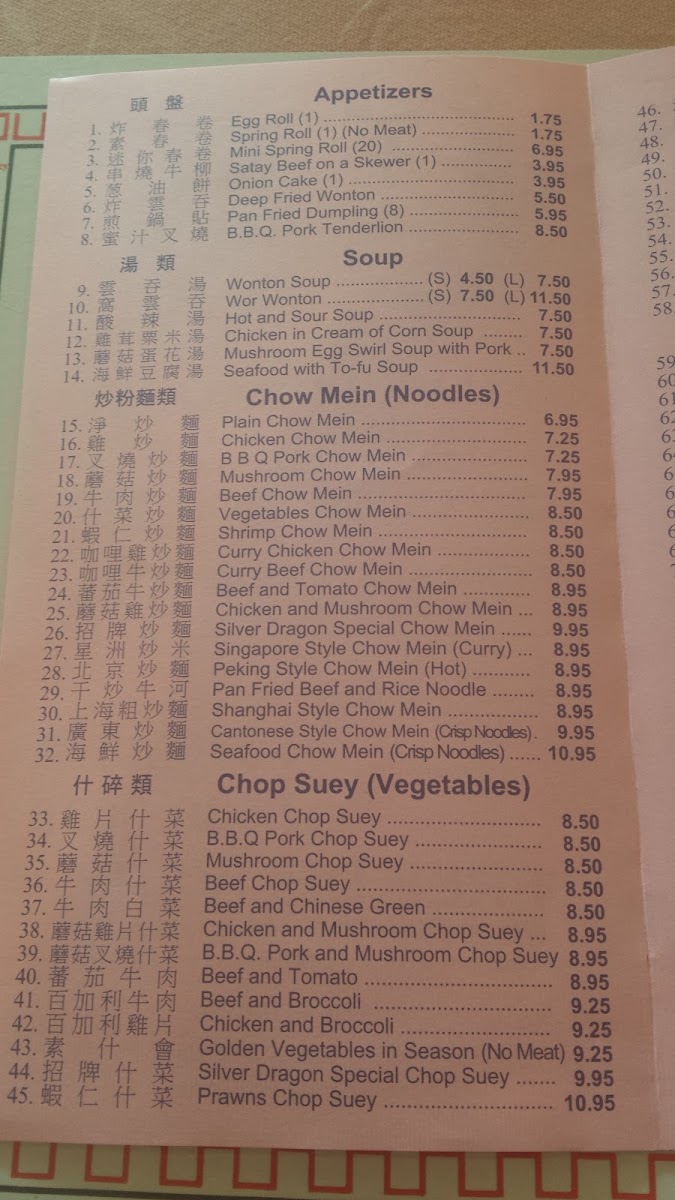 頭盤 Appetizers
1. 炸春卷 Egg Roll (1) 1.75
2. 素春卷 Spring Roll (1) (No Meat) 1.75
3. 迷你春卷 Mini Spring Roll (20) 6.95
4. 串燒牛柳 Satay Beef on a Skewer (1) 3.95
5. 葱油餅 Onion Cake (1) 3.95
6. 炸雲吞 Deep Fried Wonton 5.50
7. 煎鍋貼 Pan Fried Dumpling (8) 5.95
8. 蜜汁叉燒 B.B.Q. Pork Tenderlion 8.50
湯類 Soup
9. 雲吞湯 Wonton Soup (S) 4.50 (L) 7.50
10. 窩雲吞 Wor Wonton (S) 7.50 (L) 11.50
11. 酸辣湯 Hot and Sour Soup 7.50
12. 雞茸粟米湯 Chicken in Cream of Corn Soup 7.50
13. 蘑菇蛋花湯 Mushroom Egg Swirl Soup with Pork .. 7.50
14. 海鮮豆腐湯 Seafood with To-fu Soup 11.50
炒粉麵類 Chow Mein (Noodles)
15. 淨炒麵 Plain Chow Mein 6.95
16. 雞炒麵 Chicken Chow Mein 7.25
17. 叉燒炒麵 B B Q Pork Chow Mein 7.25
18. 蘑菇炒麵 Mushroom Chow Mein 7.95
19. 牛肉炒麵 Beef Chow Mein 7.95
20. 什菜炒麵 Vegetables Chow Mein 8.50
21. 蝦仁炒麵 Shrimp Chow Mein 8.50
22. 咖哩雞炒麵 Curry Chicken Chow Mein 8.50
23. 咖哩牛炒麵 Curry Beef Chow Mein 8.50
24. 蕃茄牛炒麵 Beef and Tomato Chow Mein 8.95
25. 蘑菇雞炒麵 Chicken and Mushroom Chow Mein ... 8.95
26. 招牌炒麵 Silver Dragon Special Chow Mein ...... 9.95
27. 星洲炒米 Singapore Style Chow Mein (Curry) ... 8.95
28. 北京炒麵 Peking Style Chow Mein (Hot) 8.95
29. 干炒牛河 Pan Fried Beef and Rice Noodle 8.95
30. 上海粗炒麵 Shanghai Style Chow Mein 8.95
31. 廣東炒麵 Cantonese Style Chow Mein (Crisp Noodles). 9.95
32. 海鮮炒麵 Seafood Chow Mein (Crisp Noodles) ...... 10.95
什碎類 Chop Suey (Vegetables)
33. 雞片什菜 Chicken Chop Suey 8.50
34. 叉燒什菜 B.B.Q Pork Chop Suey 8.50
35. 蘑菇什菜 Mushroom Chop Suey 8.50
36. 牛肉什菜 Beef Chop Suey 8.50
37. 牛肉白菜 Beef and Chinese Green 8.50
38. 蘑菇雞片什菜 Chicken and Mushroom Chop Suey ... 8.95
39. 蘑菇叉燒什菜 B.B.Q. Pork and Mushroom Chop Suey 8.95
40. 蕃茄牛肉 Beef and Tomato 8.95
41. 百加利牛肉 Beef and Broccoli 9.25
42. 百加利雞片 Chicken and Broccoli 9.25
43. 素什會 Golden Vegetables in Season (No Meat) 9.25
44. 招牌什菜 Silver Dragon Special Chop Suey ....... 9.95
45. 蝦仁什菜 Prawns Chop Suey 10.95
46.
47.
48.
49.
50.
51.
52.
53.
54.
55.
56.
57.
58
59
60
61